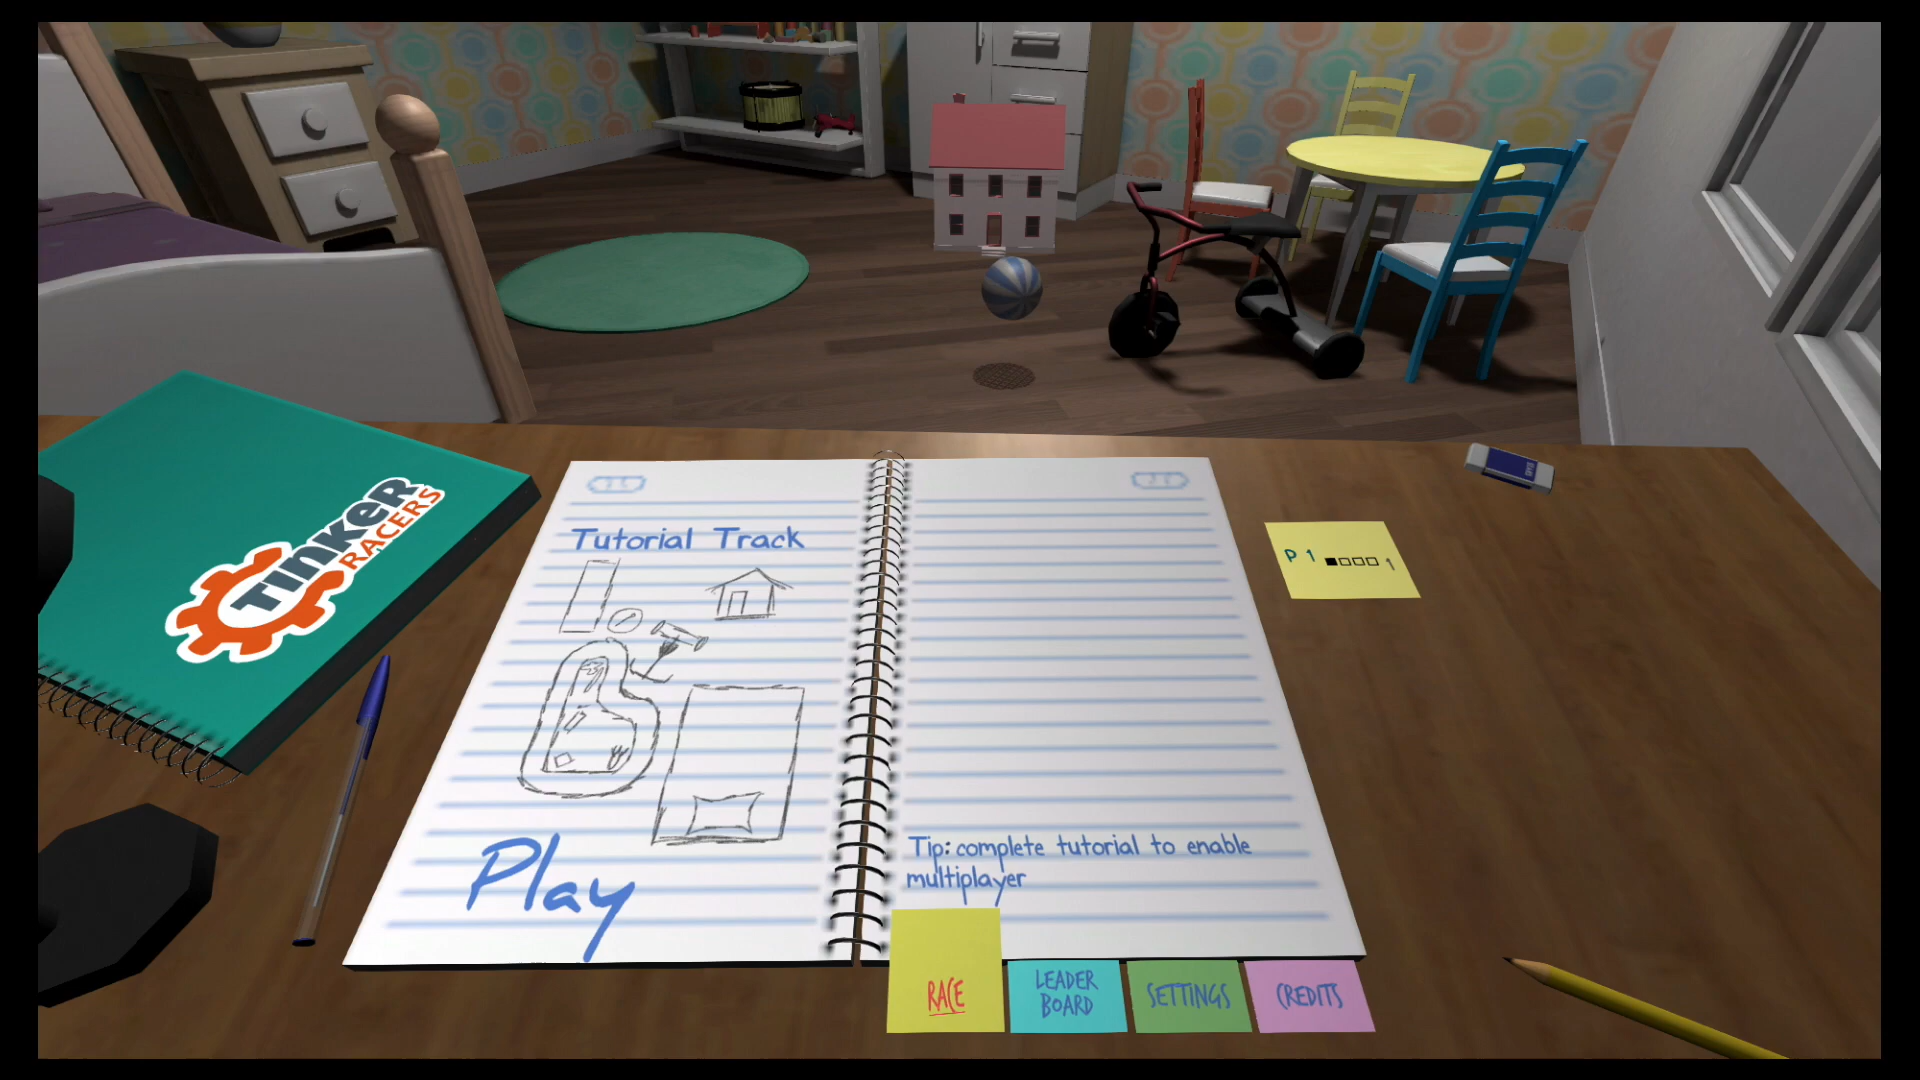 TINKER
RACERS
Tutorial Track
Play
Tip: complete tutorial to enable
multiplayer
P 1 1
RACE
LEADER
BOARD
SETTINGS
CREDITS